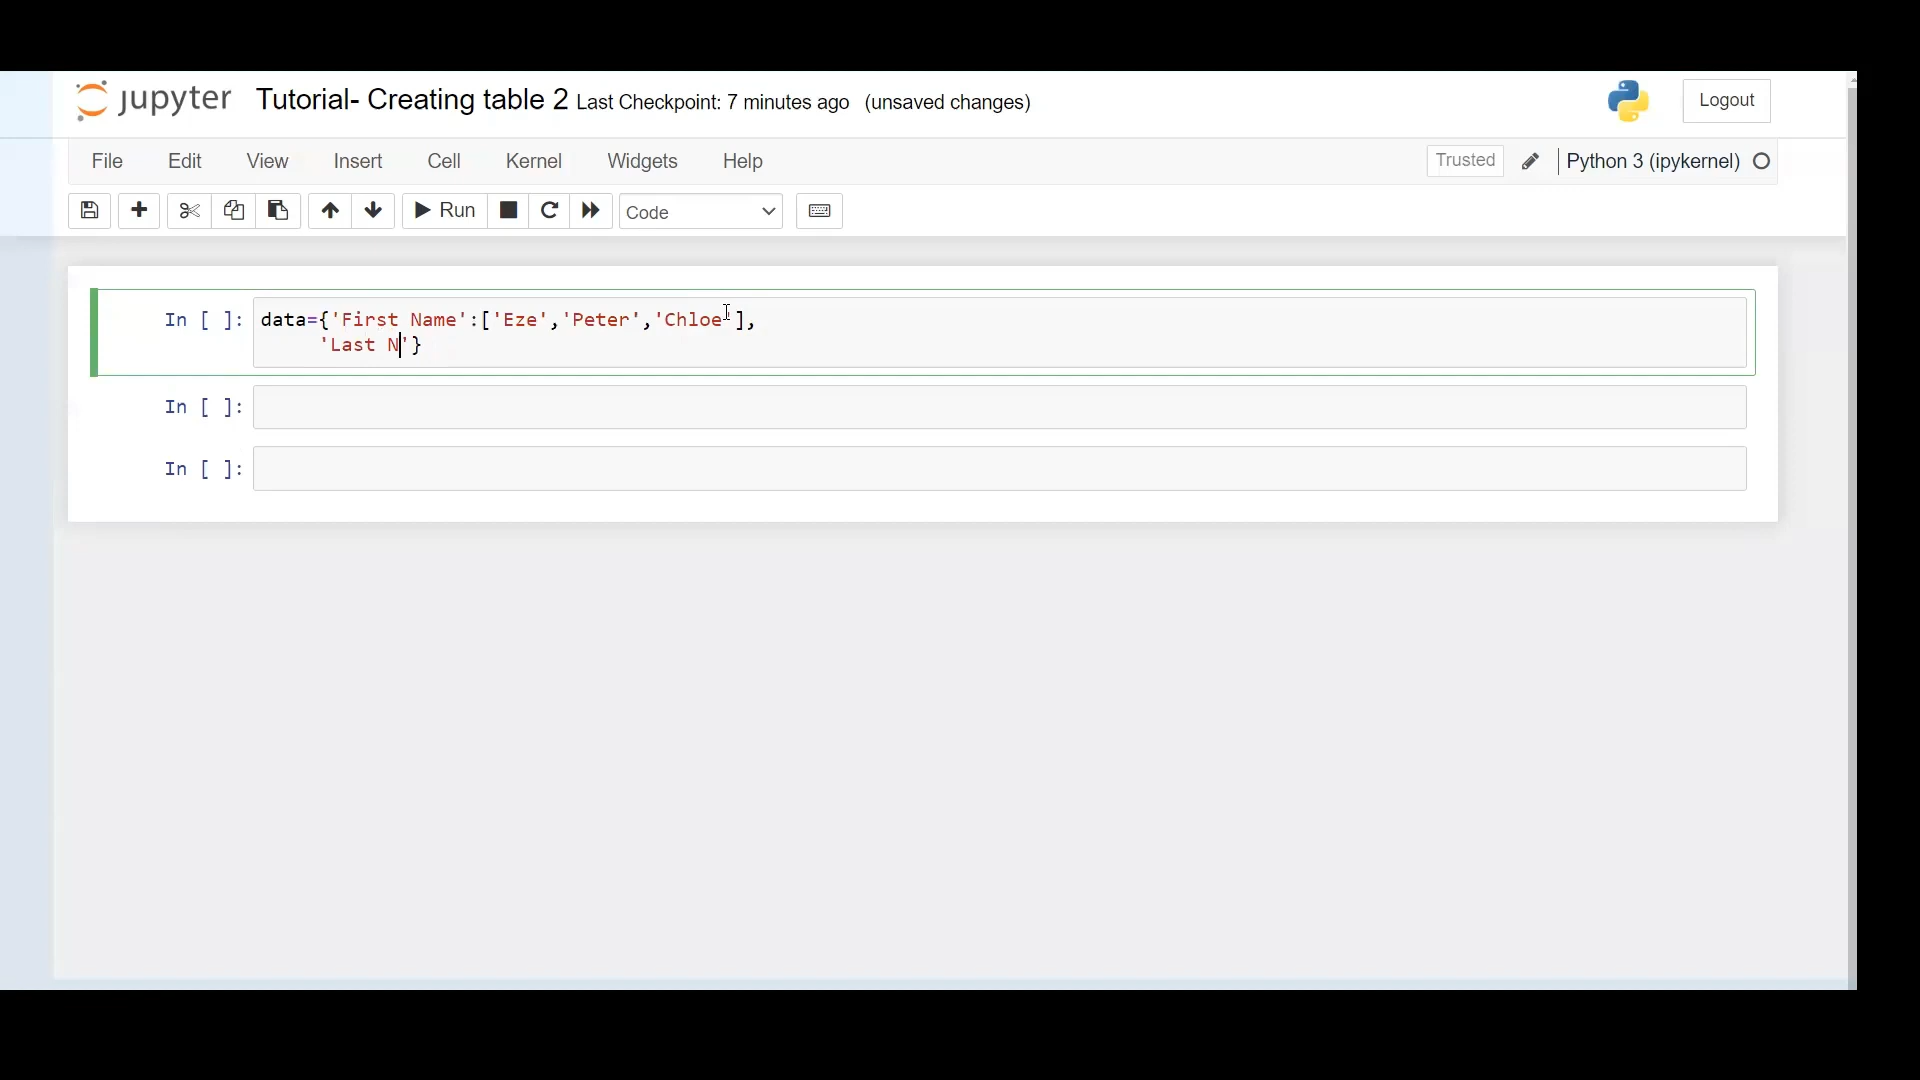 jupyter Tutorial- Creating table 2 Last Checkpoint: 7 minutes ago (unsaved changes) Logout
File Edit View Insert Cell Kernel Widgets Help Trusted Python 3 (ipykernel)
Run Code
In [ ]: data={'First Name':['Eze','Peter','Chloe'],
'Last N'}
In [ ]:
In [ ]: